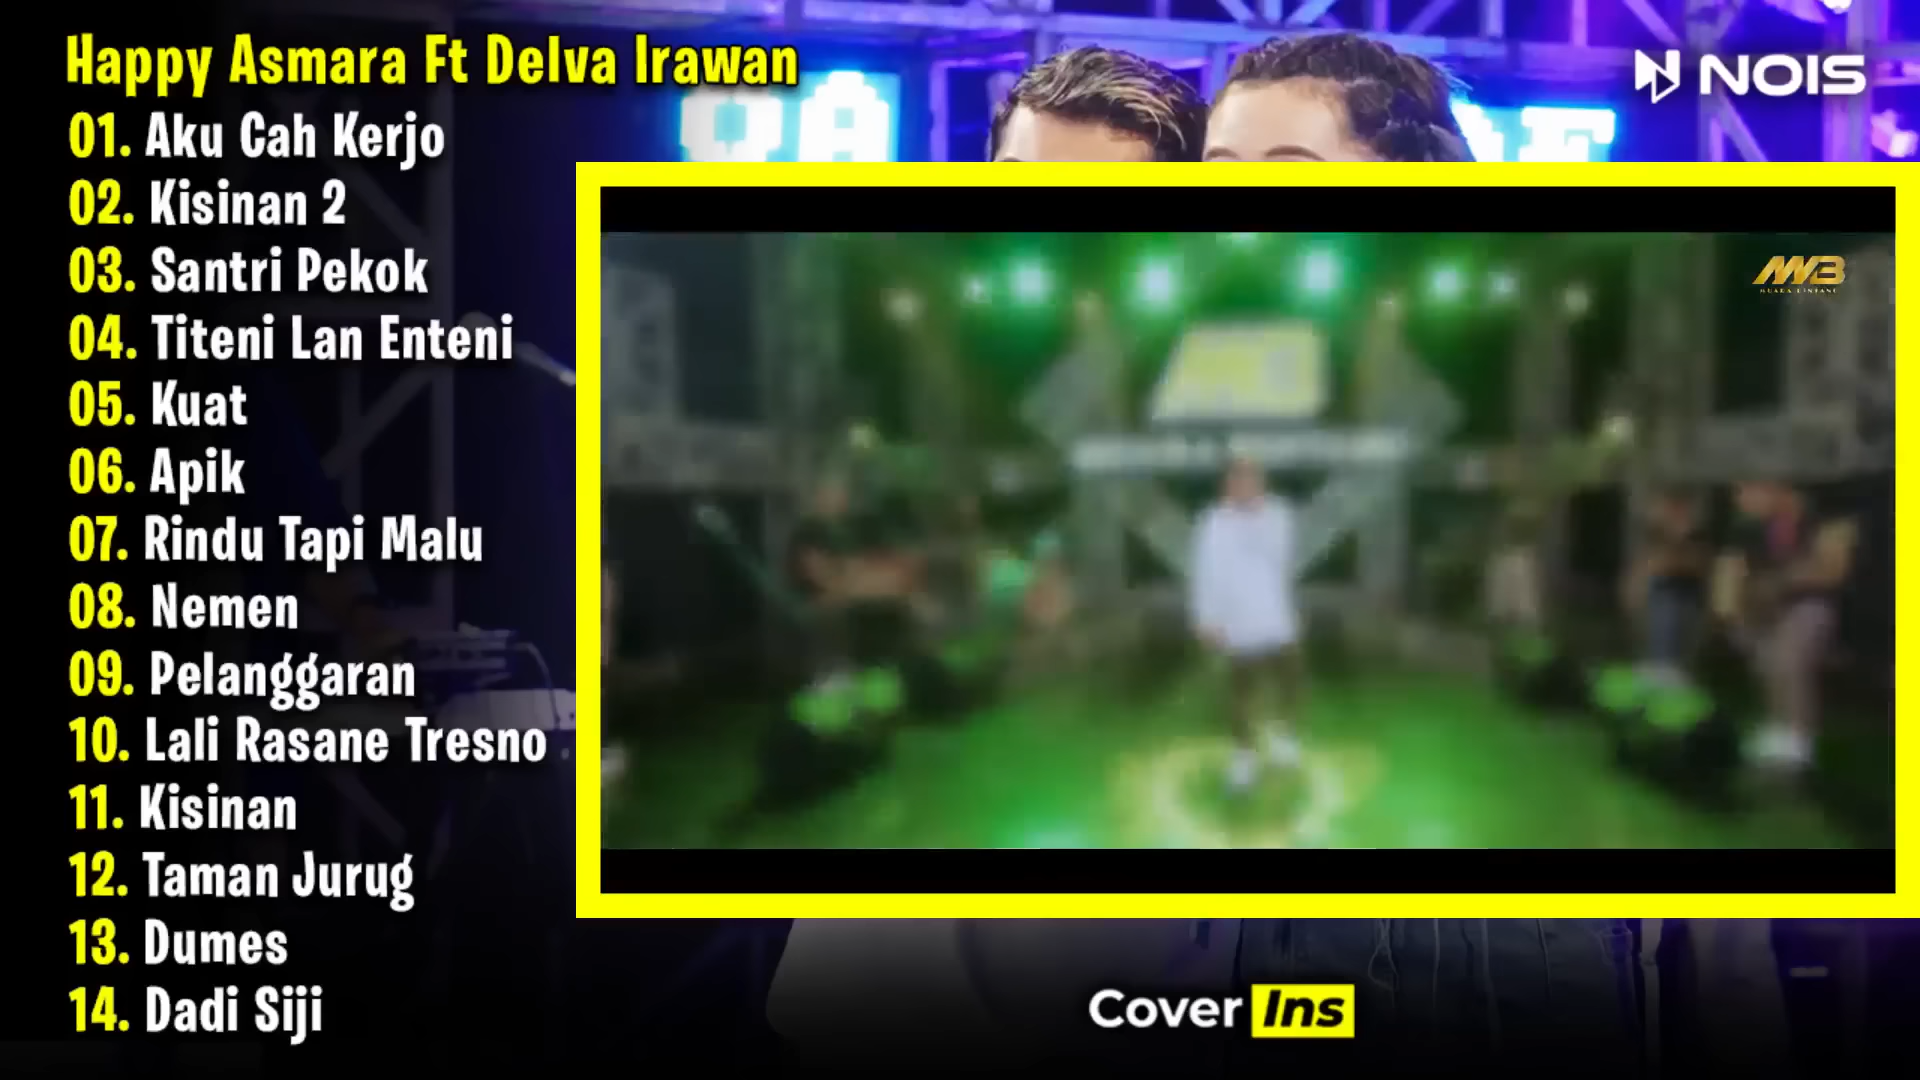 Happy Asmara Ft Delva Irawan
01. Aku Cah Kerjo
02. Kisinan 2
03. Santri Pekok
04. Titeni Lan Enteni
05. Kuat
06. Apik
07. Rindu Tapi Malu
08. Nemen
09. Pelanggaran
10. Lali Rasane Tresno
11. Kisinan
12. Taman Jurug
13. Dumes
14. Dadi Siji
NOIS
MB
Cover Ins